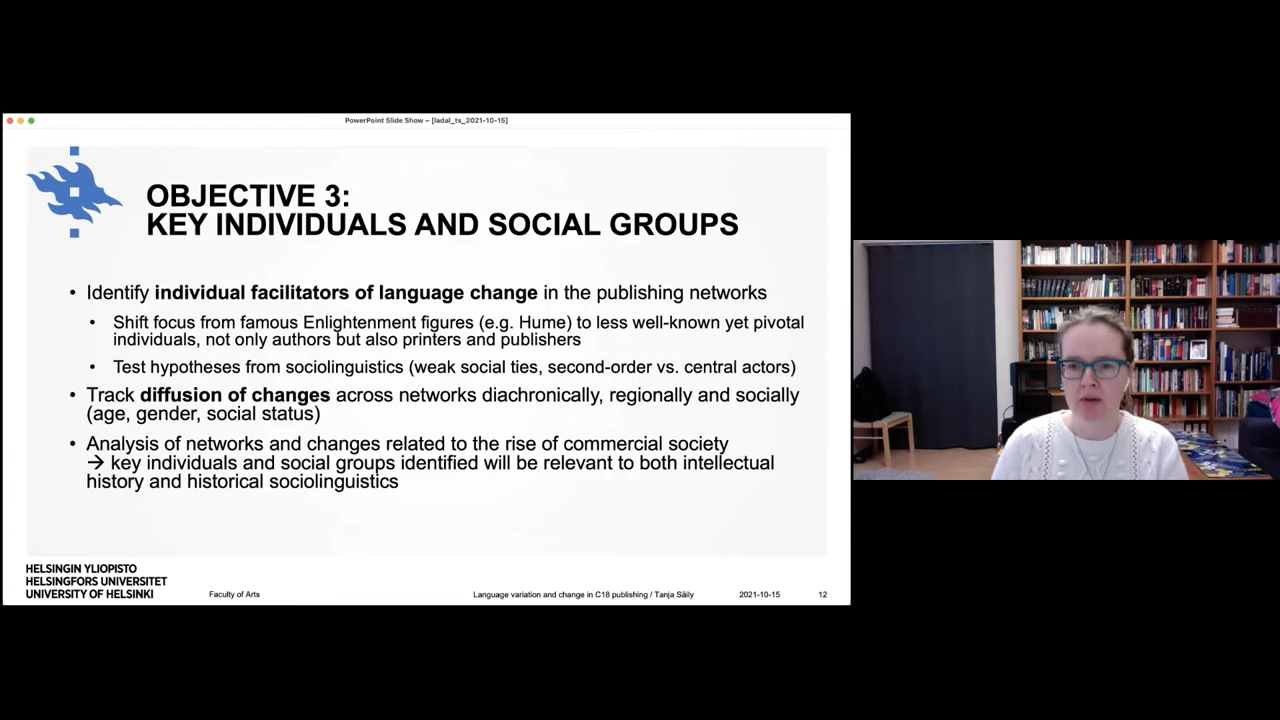 PowerPoint Slide Show – [ladal_ts_2021-10-15]
OBJECTIVE 3:
KEY INDIVIDUALS AND SOCIAL GROUPS
• Identify individual facilitators of language change in the publishing networks
• Shift focus from famous Enlightenment figures (e.g. Hume) to less well-known yet pivotal
individuals, not only authors but also printers and publishers
• Test hypotheses from sociolinguistics (weak social ties, second-order vs. central actors)
• Track diffusion of changes across networks diachronically, regionally and socially
(age, gender, social status)
• Analysis of networks and changes related to the rise of commercial society
→ key individuals and social groups identified will be relevant to both intellectual
history and historical sociolinguistics
HELSINGIN YLIOPISTO
HELSINGFORS UNIVERSITET
UNIVERSITY OF HELSINKI
Faculty of Arts
Language variation and change in C18 publishing / Tanja Säily
2021-10-15
12